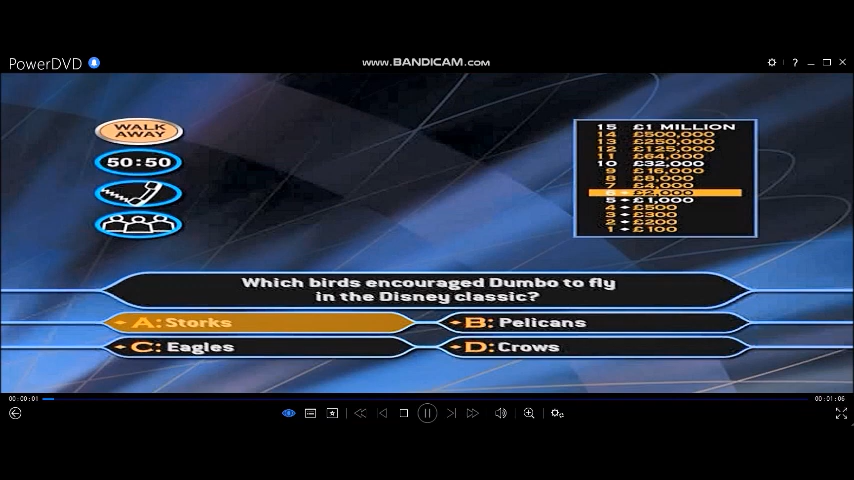 PowerDVD
www.BANDICAM.com
?
WALK
AWAY
50:50
15 £1 MILLION
14 £500,000
13 £250,000
12 £125,000
11 £64,000
10 £32,000
9 £16,000
8 £8,000
7 £4,000
6 £2,000
5 £1,000
4 £500
3 £300
2 £200
1 £100
Which birds encouraged Dumbo to fly
in the Disney classic?
A: Storks
B: Pelicans
C: Eagles
D: Crows
00:00:01
00:01:06